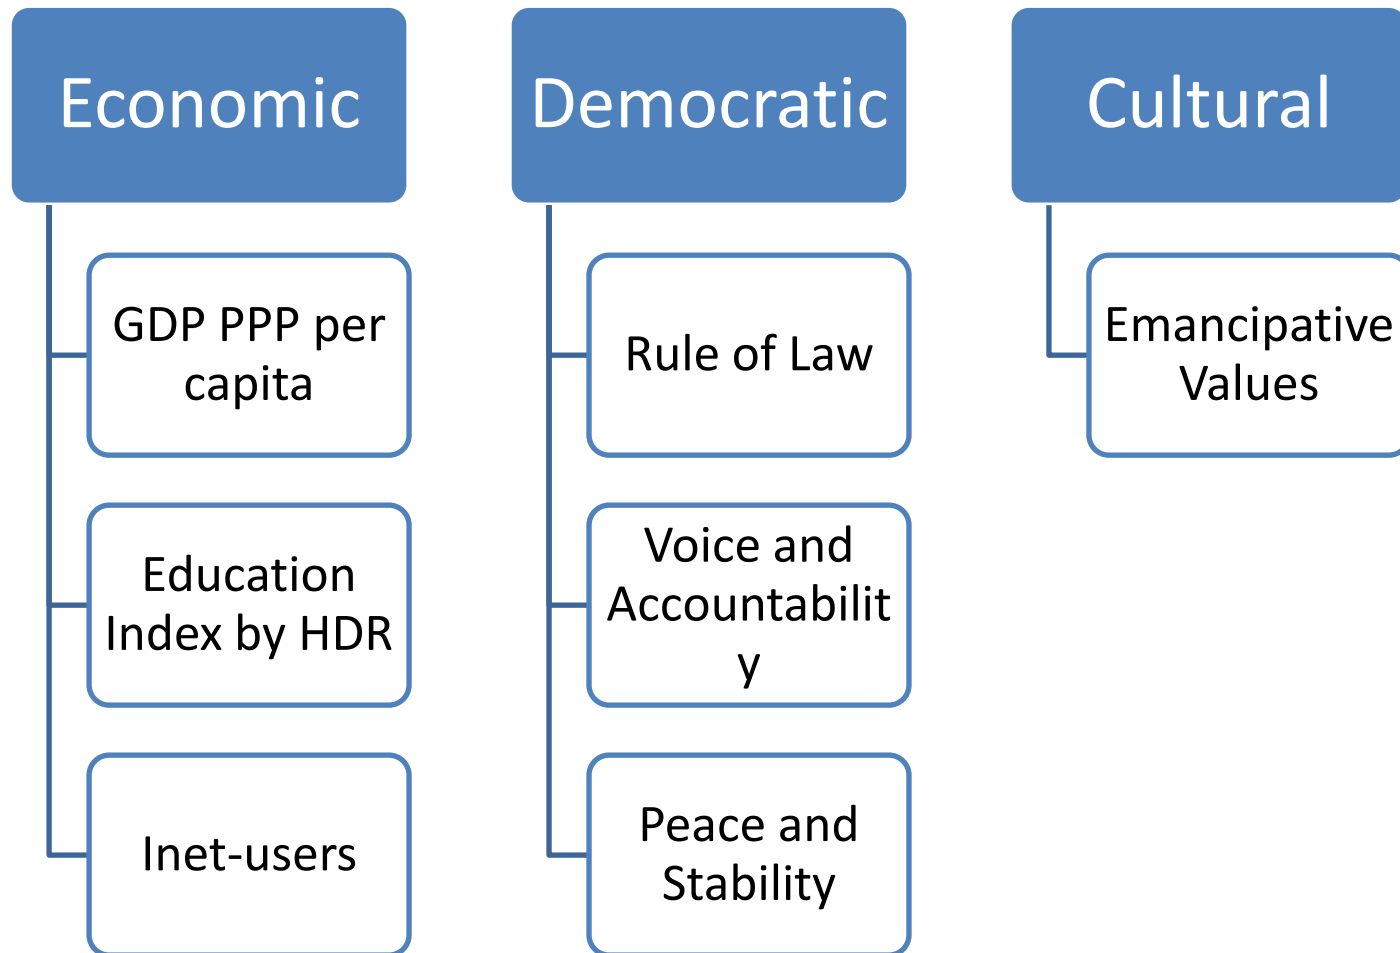 Economic
GDP PPP per
capita
Education
Index by HDR
Inet-users
Democratic
Rule of Law
Voice and
Accountabilit
y
Peace and
Stability
Cultural
Emancipative
Values